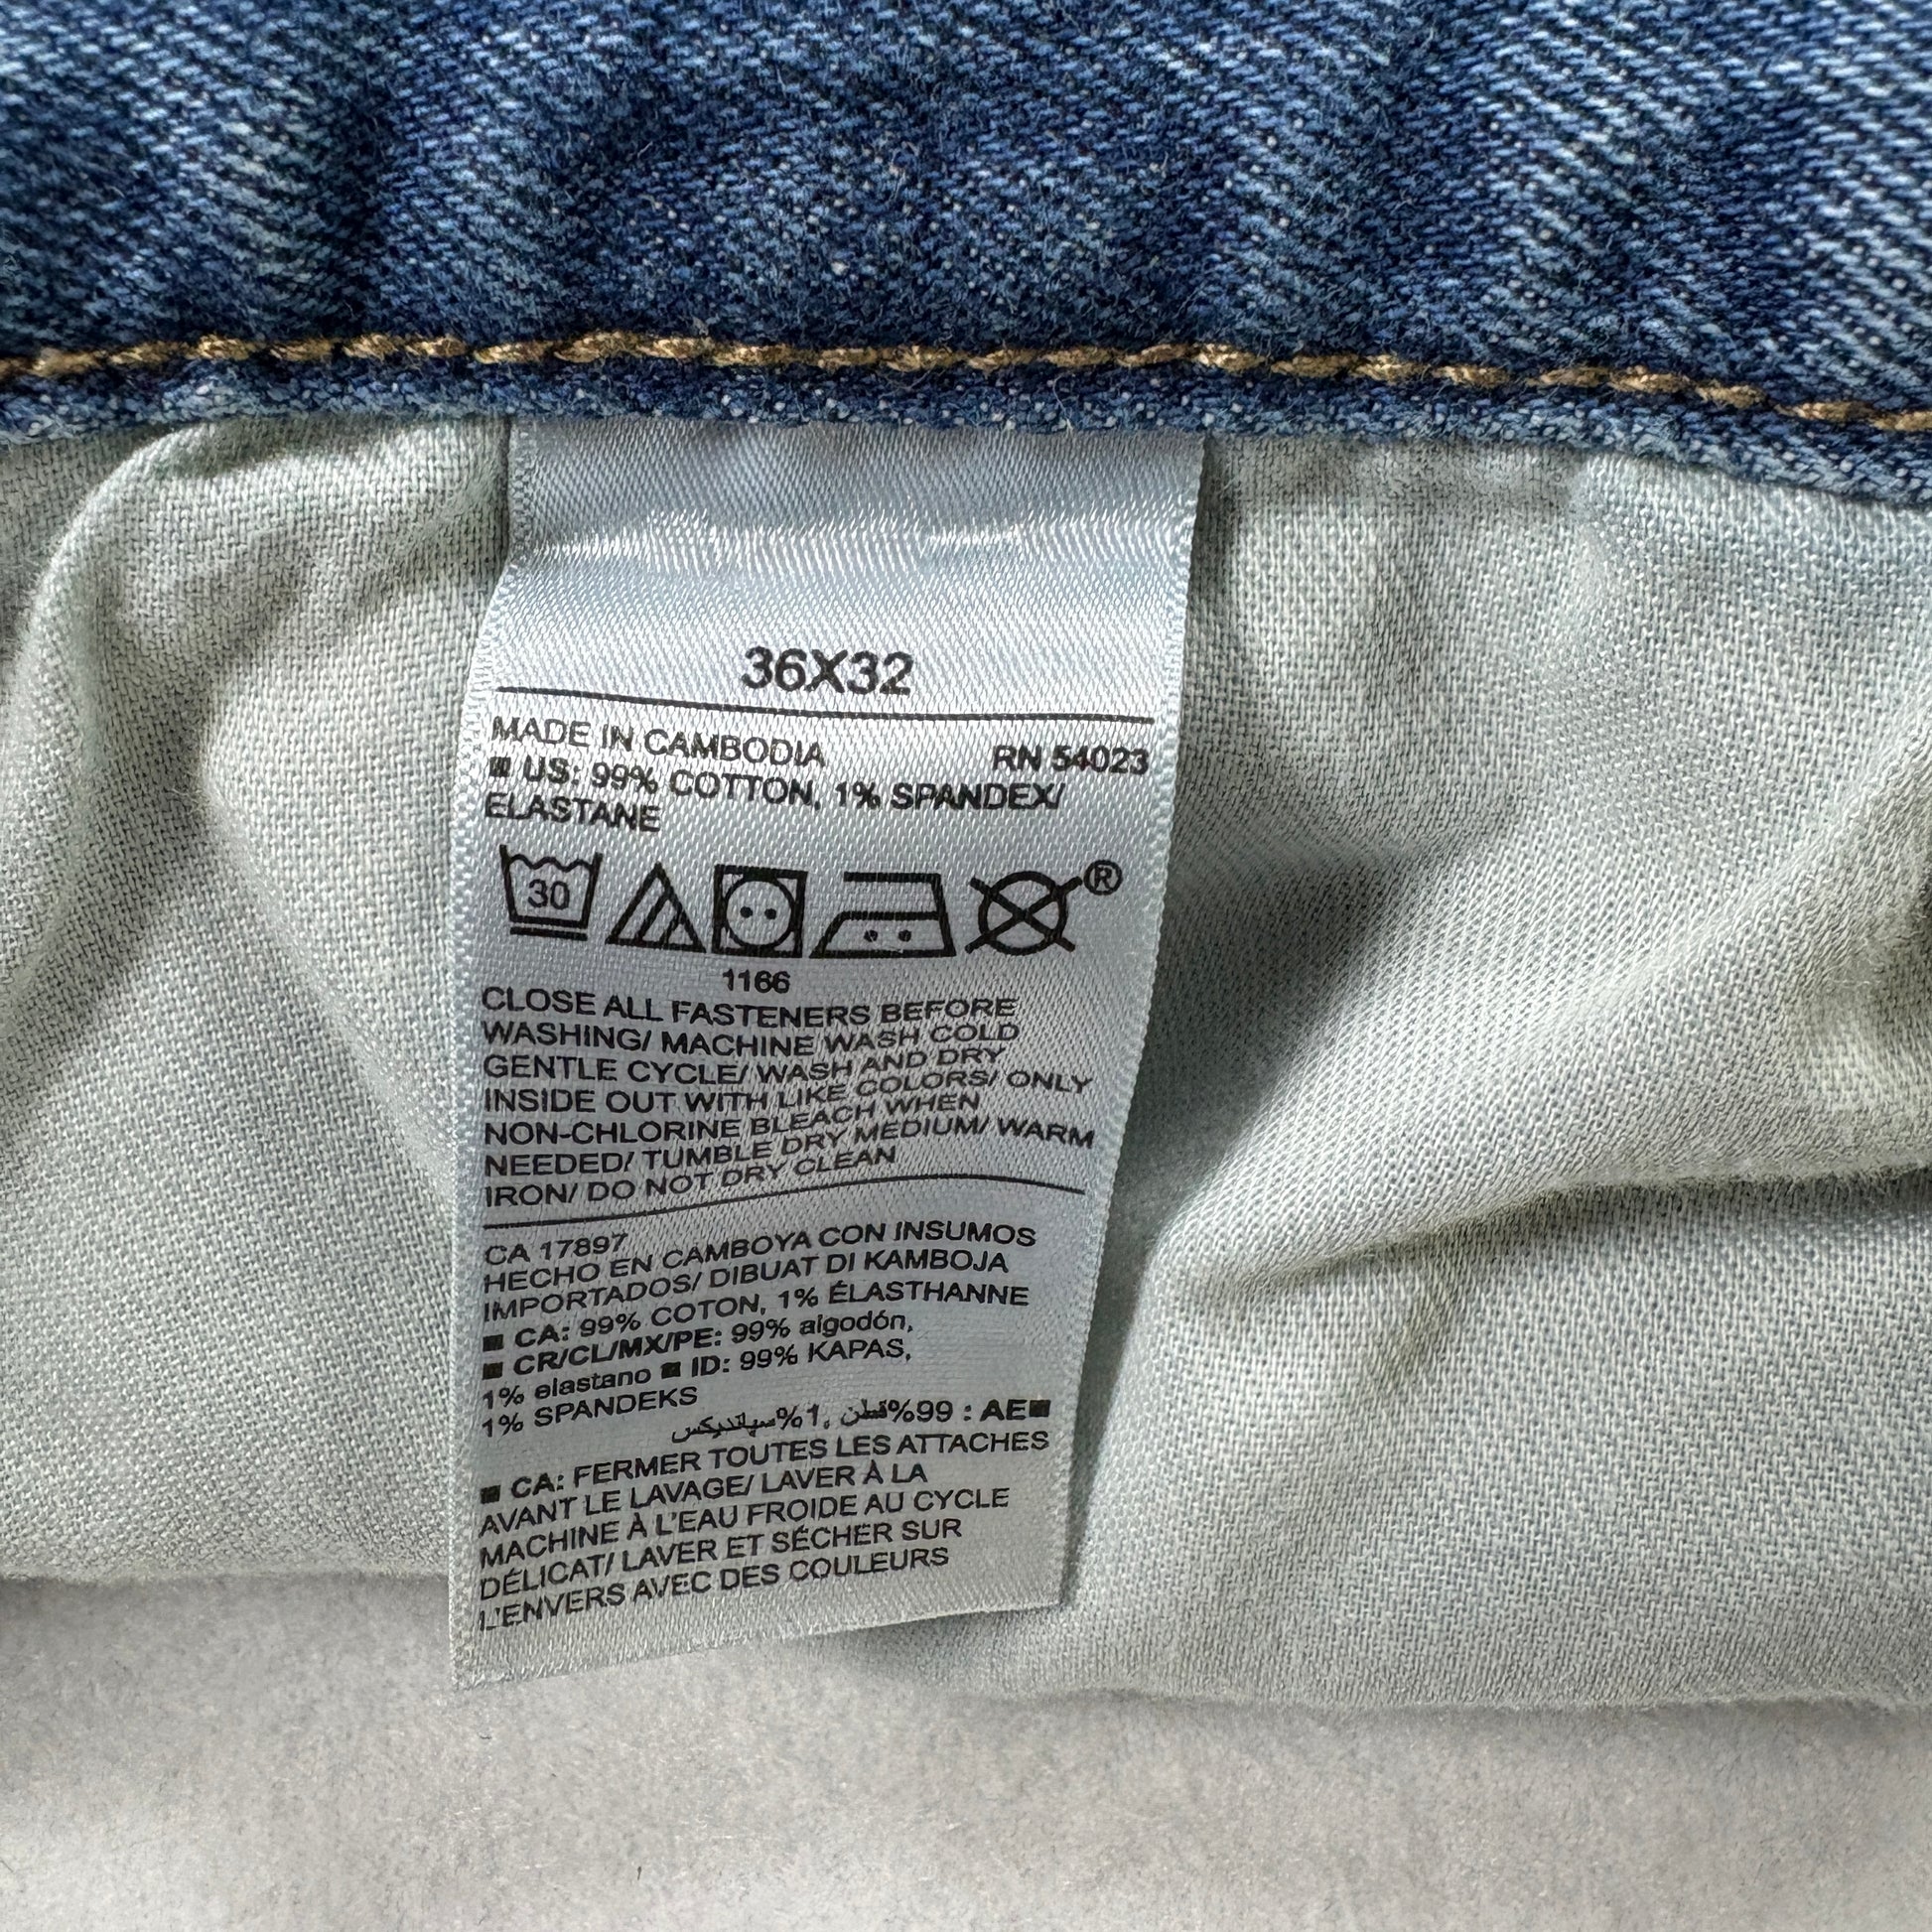 36X32
MADE IN CAMBODIA RN 54023
■ US: 99% COTTON, 1% SPANDEX/
ELASTANE
30
®
1166
CLOSE ALL FASTENERS BEFORE
WASHING/ MACHINE WASH COLD
GENTLE CYCLE/ WASH AND DRY
INSIDE OUT WITH LIKE COLORS/ ONLY
NON-CHLORINE BLEACH WHEN
NEEDED/ TUMBLE DRY MEDIUM/ WARM
IRON/ DO NOT DRY CLEAN
CA 17897
HECHO EN CAMBOYA CON INSUMOS
IMPORTADOS/ DIBUAT DI KAMBOJA
■ CA: 99% COTON, 1% ÉLASTHANNE
■ CR/CL/MX/PE: 99% algodón,
1% elastano ■ ID: 99% KAPAS,
1% SPANDEKS
■AE : 99%قطن, 1%سپاندیکس
■ CA: FERMER TOUTES LES ATTACHES
AVANT LE LAVAGE/ LAVER À LA
MACHINE À L'EAU FROIDE AU CYCLE
DÉLICAT/ LAVER ET SÉCHER SUR
L'ENVERS AVEC DES COULEURS